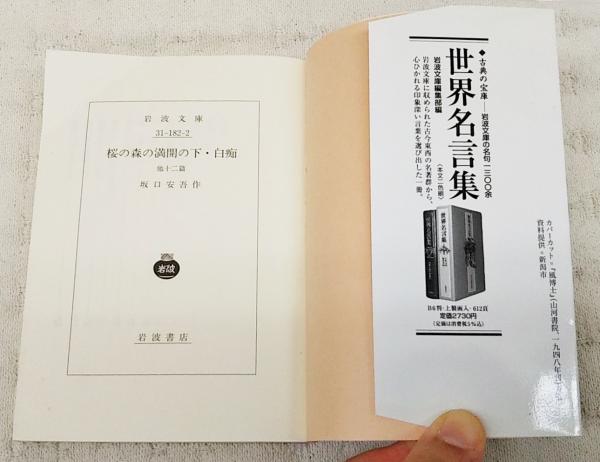 岩波文庫
31-182-2
桜の森の満開の下・白痴
他十二篇
坂口安吾作
岩波
岩波書店
◆古典の宝庫――岩波文庫の名句一三〇〇余
世界名言集
岩波文庫編集部編
〈本文二色刷〉
岩波文庫に収められた古今東西の名著群から、
心ひかれる印象深い言葉を選び出した一冊。
世界名言集
B6判・上製函入・612頁
定価2730円
(定価は消費税5%込)
カバーカット=『風博士』(山河書院、一九四八年
資料提供=新潟市